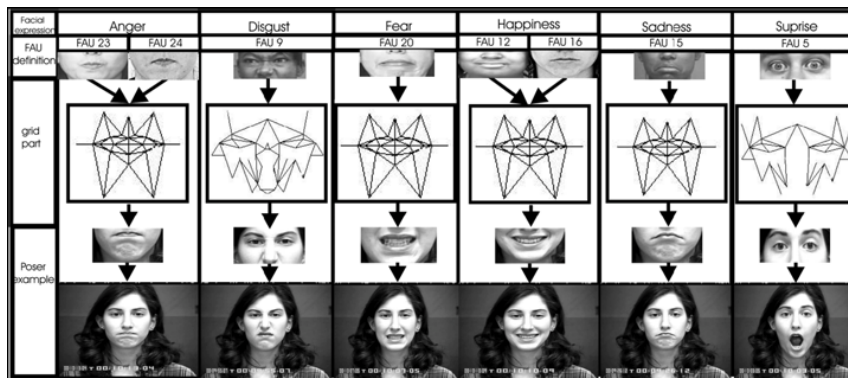 Facial expression Anger Disgust Fear Happiness Sadness Suprise
FAU definition FAU 23 FAU 24 FAU 9 FAU 20 FAU 12 FAU 16 FAU 15 FAU 5
grid part
Poser example